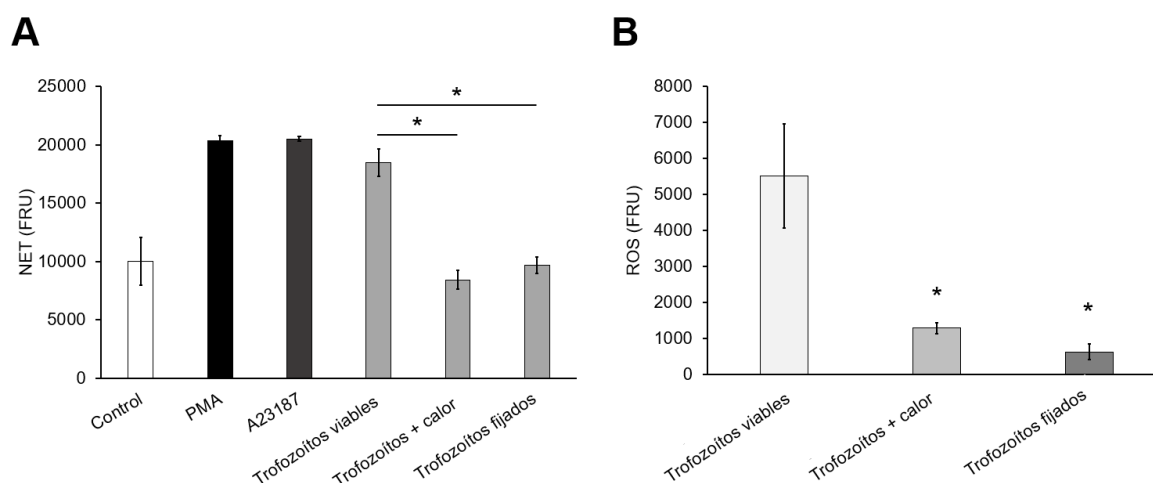 A
NET (FRU)
25000
20000
15000
10000
5000
0
*
*
Control
PMA
A23187
Trofozoítos viables
Trofozoítos + calor
Trofozoítos fijados
B
ROS (FRU)
8000
7000
6000
5000
4000
3000
2000
1000
0
*
*
Trofozoítos viables
Trofozoítos + calor
Trofozoítos fijados